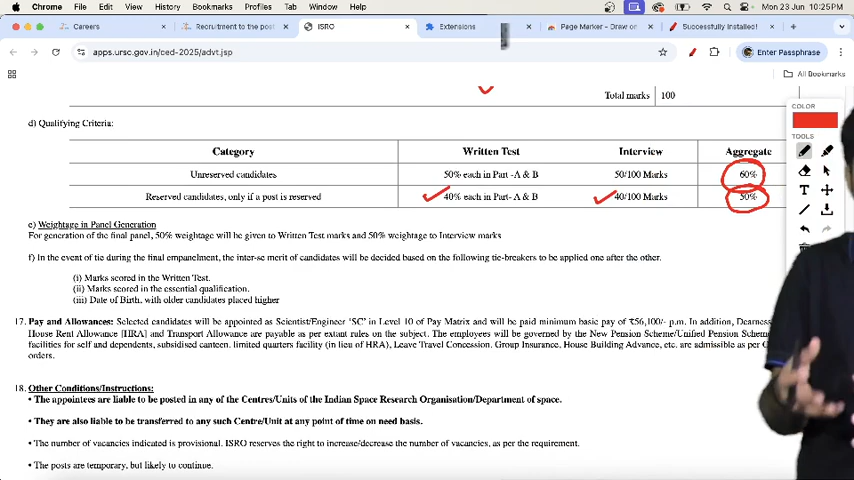 Chrome File Edit View History Bookmarks Profiles Tab Window Help
Mon 23 Jun 10:25PM
Careers
Recruitment to the post
ISRO
Extensions
Page Marker - Draw on
Successfully Installed!
apps.ursc.gov.in/ced-2025/advt.jsp
Enter Passphrase
All Bookmarks
Total marks 100
COLOR
TOOLS
d) Qualifying Criteria:
Category Written Test Interview Aggregate
Unreserved candidates 50% each in Part -A & B 50/100 Marks 60%
Reserved candidates, only if a post is reserved 40% each in Part- A & B 40/100 Marks 50%
e) Weightage in Panel Generation
For generation of the final panel, 50% weightage will be given to Written Test marks and 50% weightage to Interview marks
f) In the event of tie during the final empanelment, the inter-se merit of candidates will be decided based on the following tie-breakers to be applied one after the other.
(i) Marks scored in the Written Test.
(ii) Marks scored in the essential qualification.
(iii) Date of Birth, with older candidates placed higher
17. Pay and Allowances: Selected candidates will be appointed as Scientist/Engineer 'SC' in Level 10 of Pay Matrix and will be paid minimum basic pay of ₹56,100/- p.m. In addition, Dearness
House Rent Allowance [HRA] and Transport Allowance are payable as per extant rules on the subject. The employees will be governed by the New Pension Scheme/Unified Pension Scheme
facilities for self and dependents, subsidised canteen. limited quarters facility (in lieu of HRA), Leave Travel Concession. Group Insurance, House Building Advance, etc. are admissible as per
orders.
18. Other Conditions/Instructions:
• The appointees are liable to be posted in any of the Centres/Units of the Indian Space Research Organisation/Department of space.
• They are also liable to be transferred to any such Centre/Unit at any point of time on need basis.
• The number of vacancies indicated is provisional. ISRO reserves the right to increase/decrease the number of vacancies, as per the requirement.
• The posts are temporary, but likely to continue.